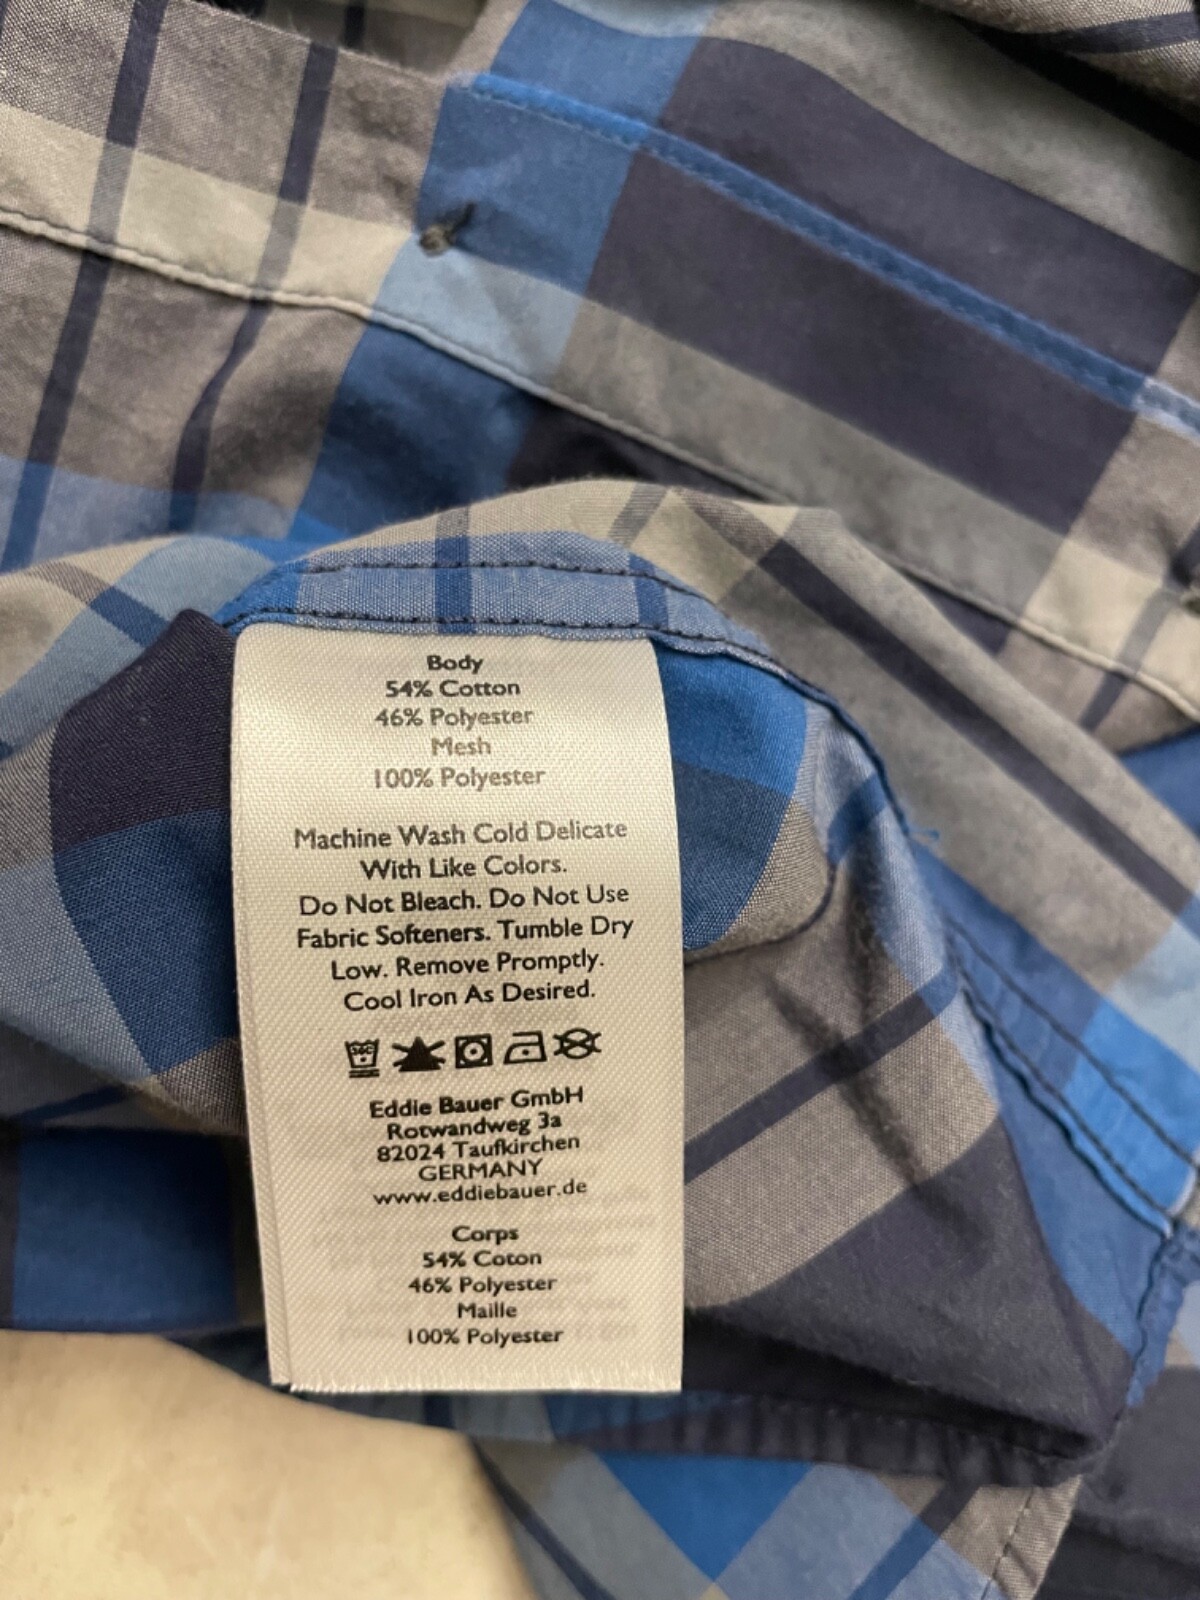 Body
54% Cotton
46% Polyester
Mesh
100% Polyester
Machine Wash Cold Delicate
With Like Colors.
Do Not Bleach. Do Not Use
Fabric Softeners. Tumble Dry
Low. Remove Promptly.
Cool Iron As Desired.
Eddie Bauer GmbH
Rotwandweg 3a
82024 Taufkirchen
GERMANY
www.eddiebauer.de
Corps
54% Coton
46% Polyester
Maille
100% Polyester